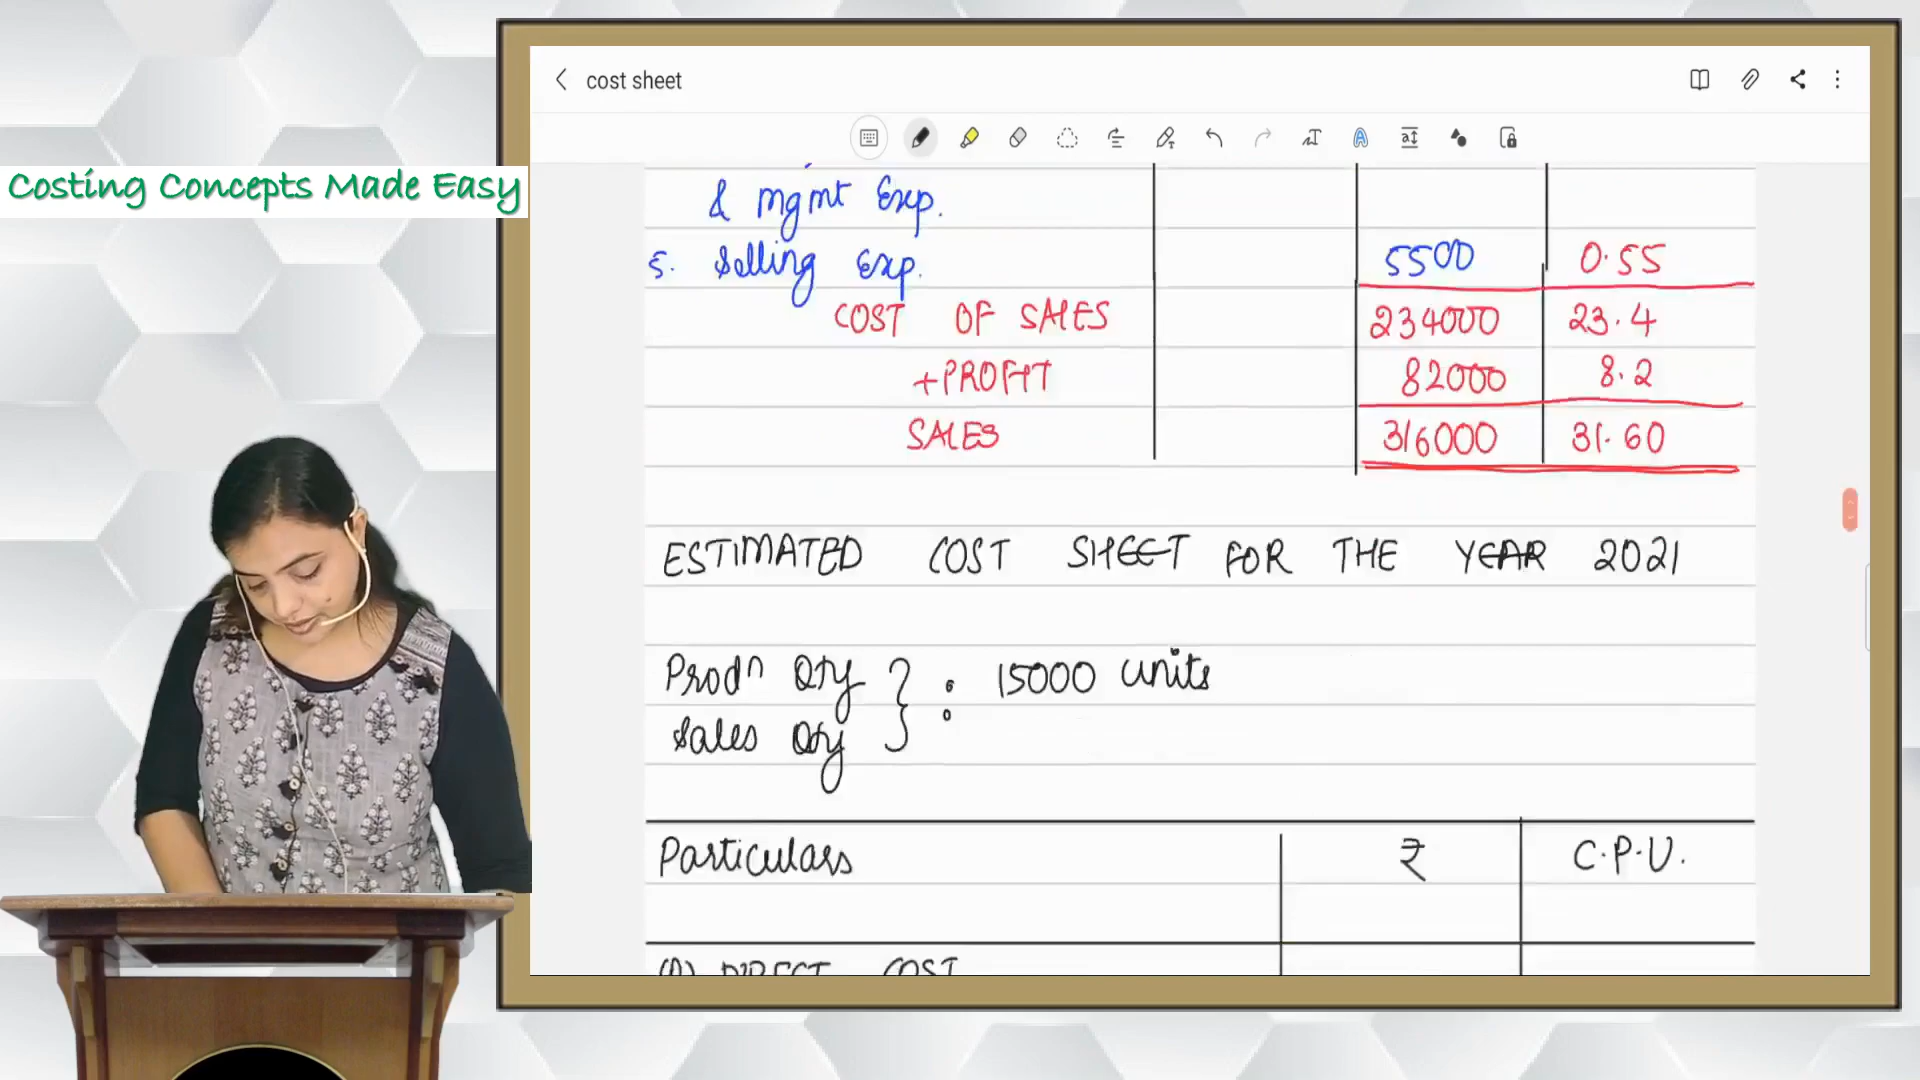 cost sheet
Costing Concepts Made Easy
& mgmt Exp.
5. Selling Exp. 5500 0.55
COST OF SALES 234000 23.4
+PROFIT 82000 8.2
SALES 316000 31.60
ESTIMATED COST SHEET FOR THE YEAR 2021
Prodn Qty } : 15000 units
Sales Qty
Particulars ₹ C.P.U.
(A) DIRECT COST